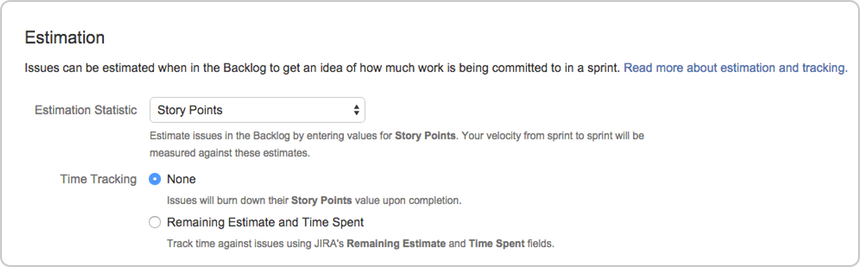 Estimation
Issues can be estimated when in the Backlog to get an idea of how much work is being committed to in a sprint. Read more about estimation and tracking.
Estimation Statistic Story Points
Estimate issues in the Backlog by entering values for Story Points. Your velocity from sprint to sprint will be
measured against these estimates.
Time Tracking None
Issues will burn down their Story Points value upon completion.
Remaining Estimate and Time Spent
Track time against issues using JIRA's Remaining Estimate and Time Spent fields.